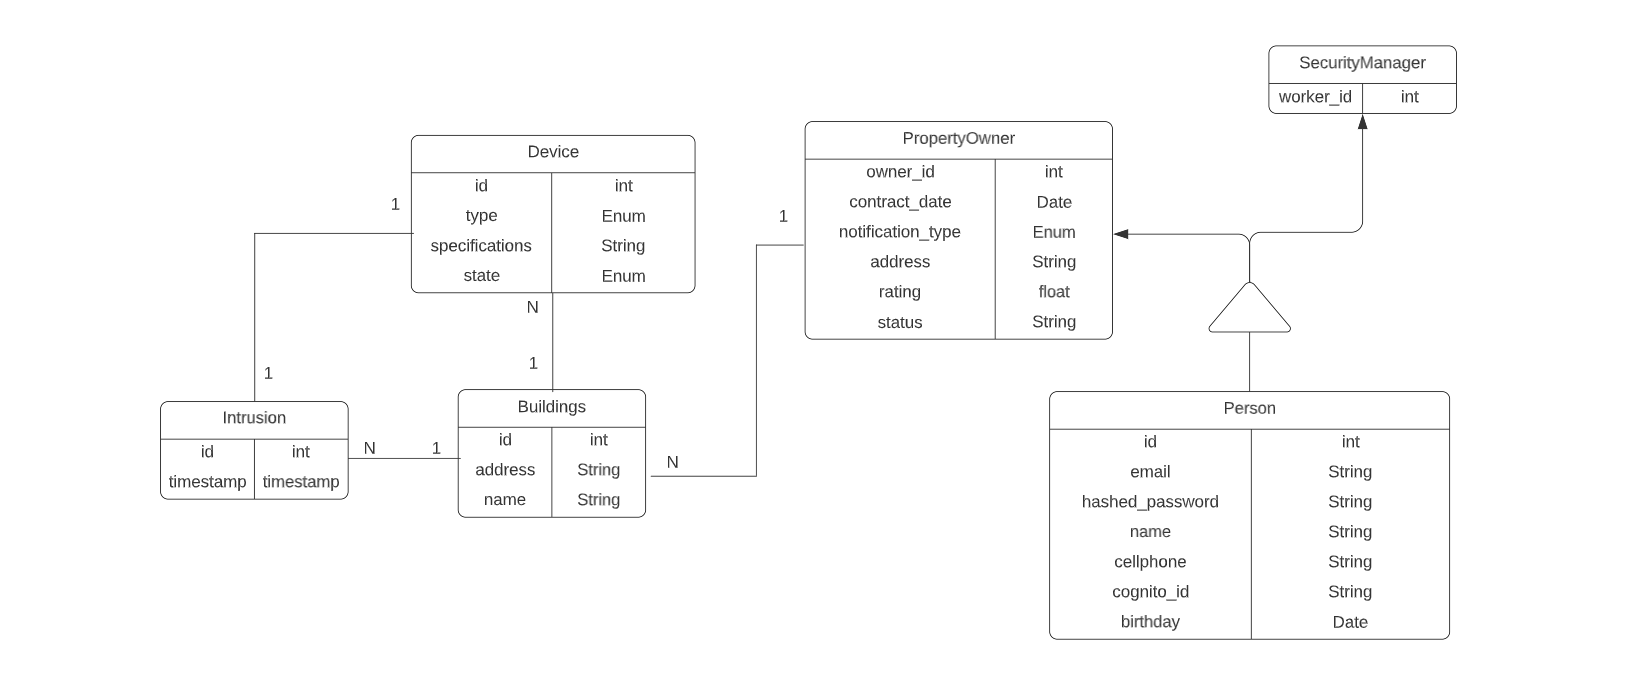 SecurityManager
worker_id int
PropertyOwner
owner_id int
contract_date Date
notification_type Enum
address String
rating float
status String
Device
id int
type Enum
specifications String
state Enum
1
1
N
1
1
N
Intrusion
id int
timestamp timestamp
N
1
Buildings
id int
address String
name String
Person
id int
email String
hashed_password String
name String
cellphone String
cognito_id String
birthday Date